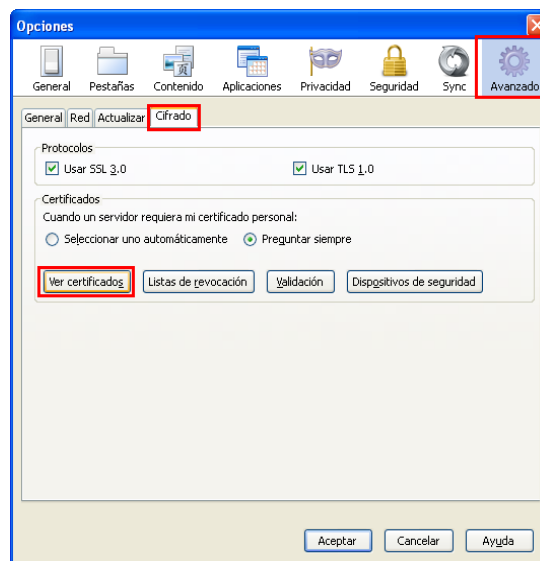 Opciones
General Pestañas Contenido Aplicaciones Privacidad Seguridad Sync Avanzado
General Red Actualizar Cifrado
Protocolos
Usar SSL 3.0 Usar TLS 1.0
Certificados
Cuando un servidor requiera mi certificado personal:
Seleccionar uno automáticamente Preguntar siempre
Ver certificados Listas de revocación Validación Dispositivos de seguridad
Aceptar Cancelar Ayuda